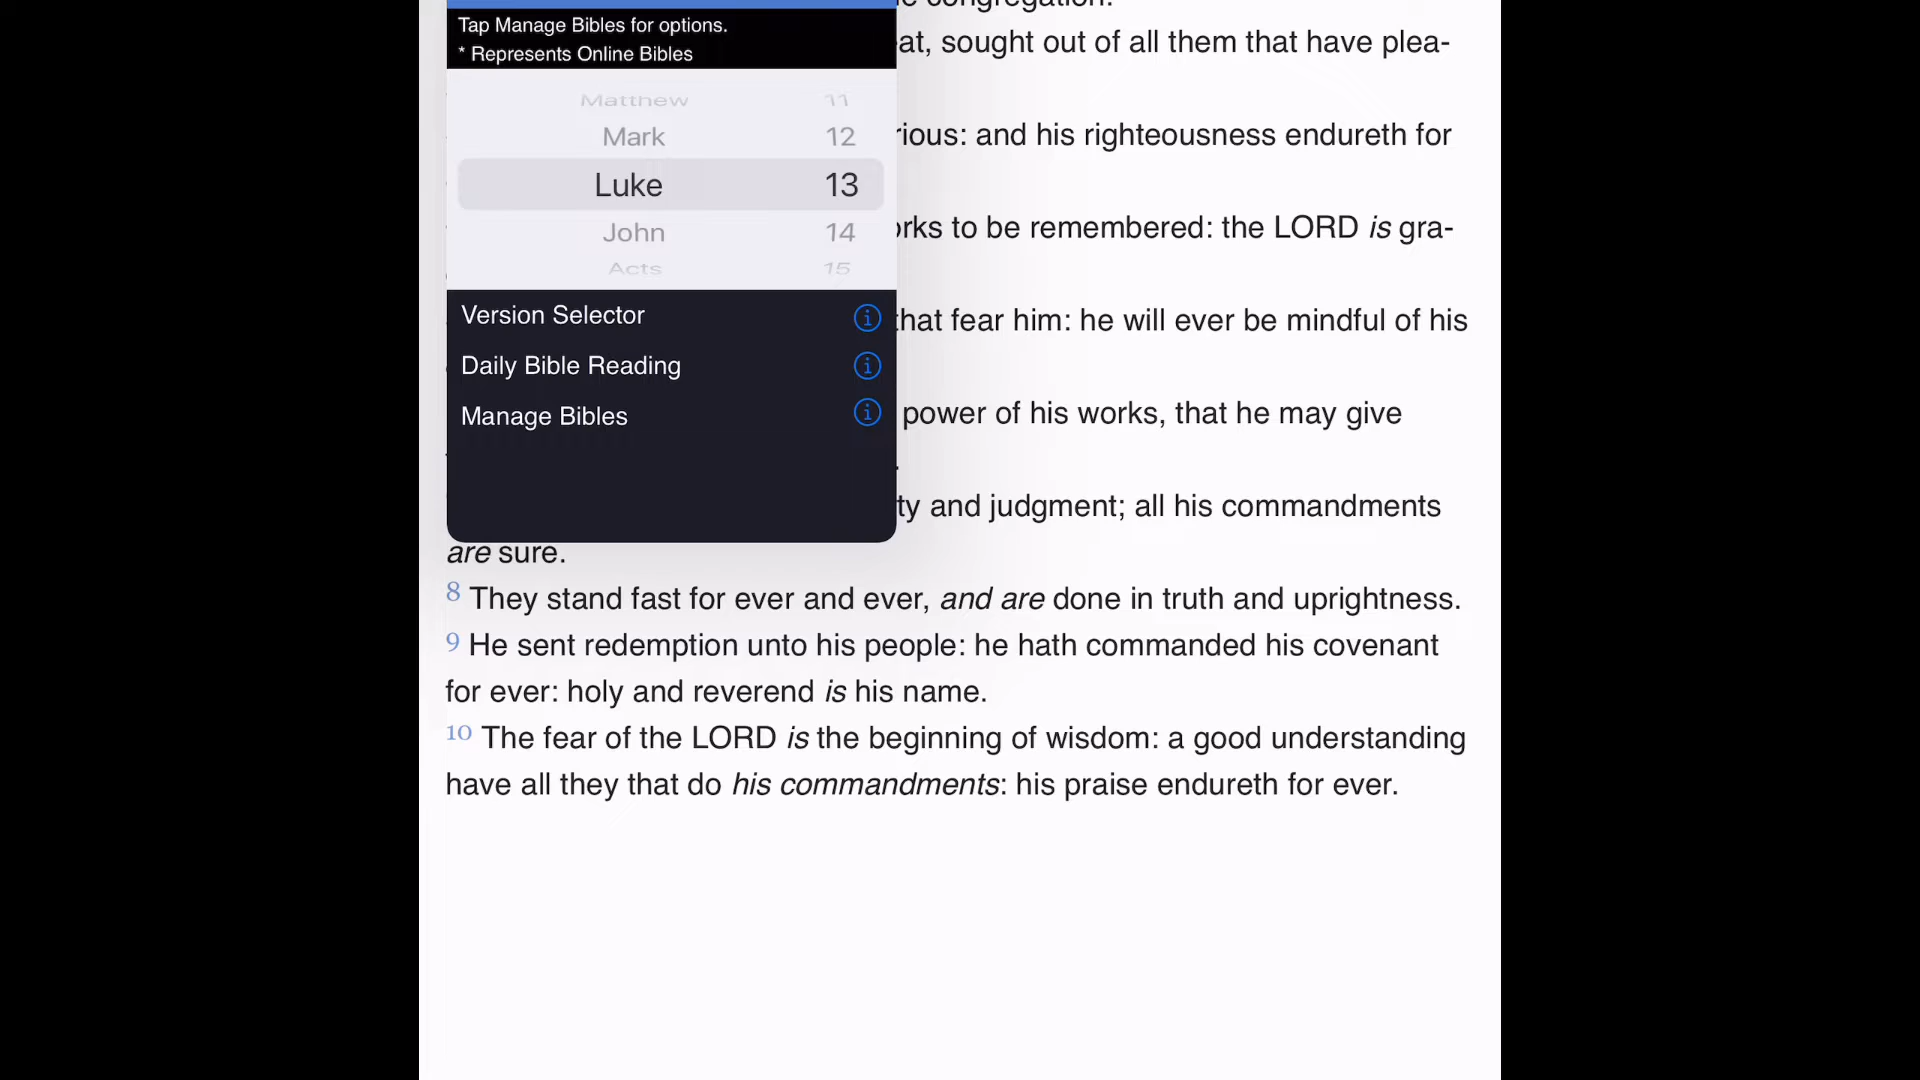 congregation.
Tap Manage Bibles for options.
* Represents Online Bibles
at, sought out of all them that have plea-
Matthew 11
Mark 12
rious: and his righteousness endureth for
Luke 13
John 14
orks to be remembered: the LORD is gra-
Acts 15
Version Selector
that fear him: he will ever be mindful of his
Daily Bible Reading
Manage Bibles
power of his works, that he may give
ty and judgment; all his commandments
are sure.
8 They stand fast for ever and ever, and are done in truth and uprightness.
9 He sent redemption unto his people: he hath commanded his covenant
for ever: holy and reverend is his name.
10 The fear of the LORD is the beginning of wisdom: a good understanding
have all they that do his commandments: his praise endureth for ever.